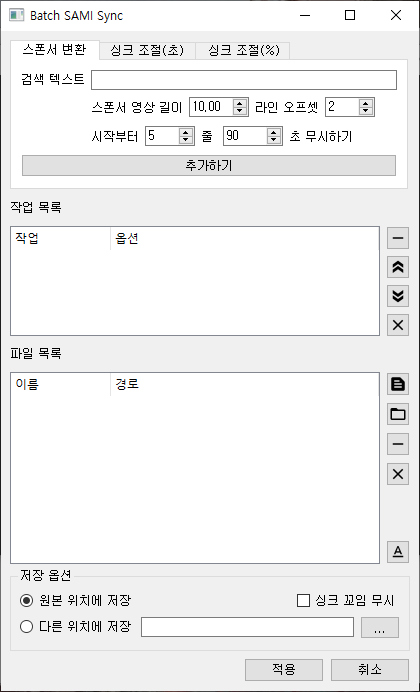 Batch SAMI Sync
스폰서 변환 싱크 조절(초) 싱크 조절(%)
검색 텍스트
스폰서 영상 길이 10,00 라인 오프셋 2
시작부터 5 줄 90 초 무시하기
추가하기
작업 목록
작업 옵션
파일 목록
이름 경로
저장 옵션
원본 위치에 저장 싱크 꼬임 무시
다른 위치에 저장 ...
적용 취소